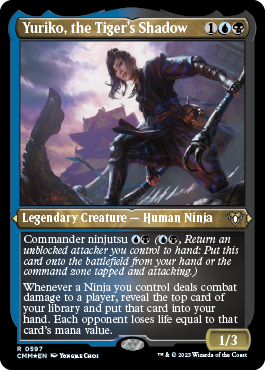 Yuriko, the Tiger's Shadow 1
Legendary Creature — Human Ninja
Commander ninjutsu (, Return an
unblocked attacker you control to hand: Put this
card onto the battlefield from your hand or the
command zone tapped and attacking.)
Whenever a Ninja you control deals combat
damage to a player, reveal the top card of
your library and put that card into your
hand. Each opponent loses life equal to that
card's mana value.
1/3
R 0597
CMM★EN Yongjae Choi
™ & © 2023 Wizards of the Coast